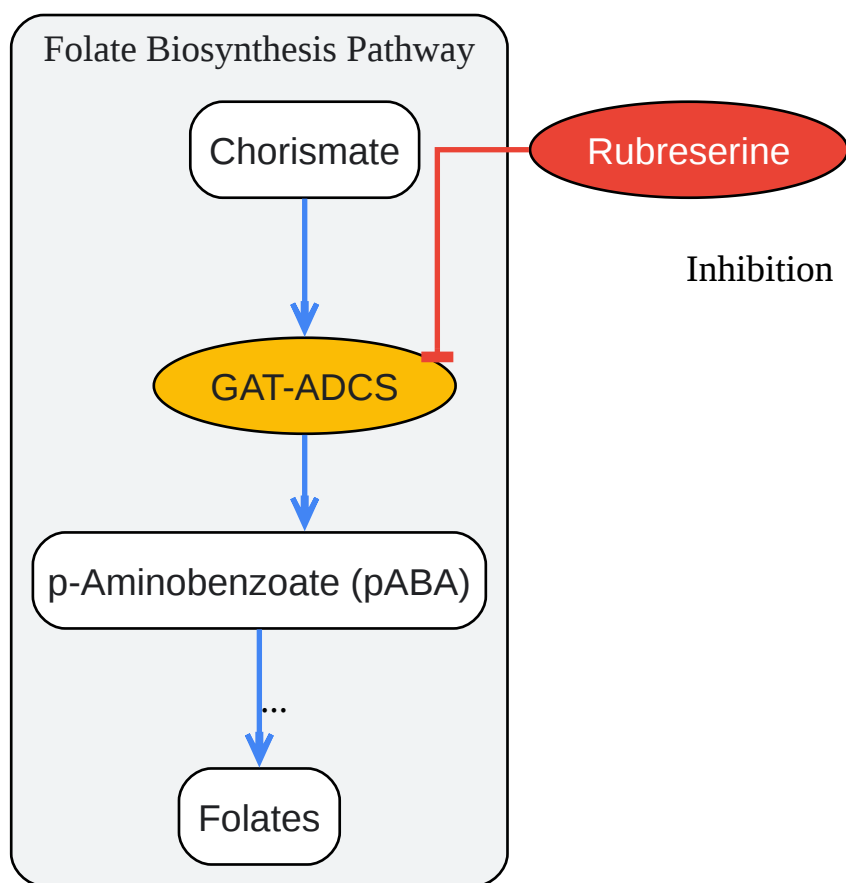 Folate Biosynthesis Pathway
Chorismate
Rubreserine
Inhibition
GAT-ADCS
p-Aminobenzoate (pABA)
...
Folates